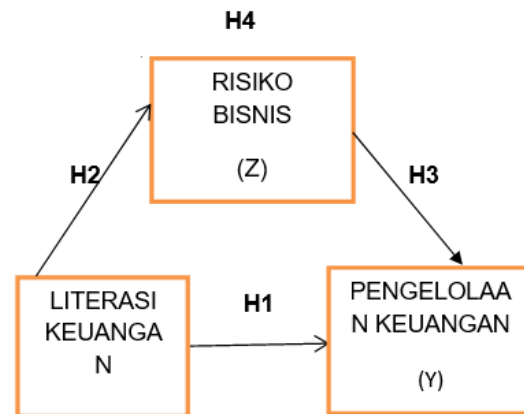 H4
RISIKO
BISNIS
(Z)
H2
H3
LITERASI
KEUANGA
N
H1
PENGELOLAA
N KEUANGAN
(Y)